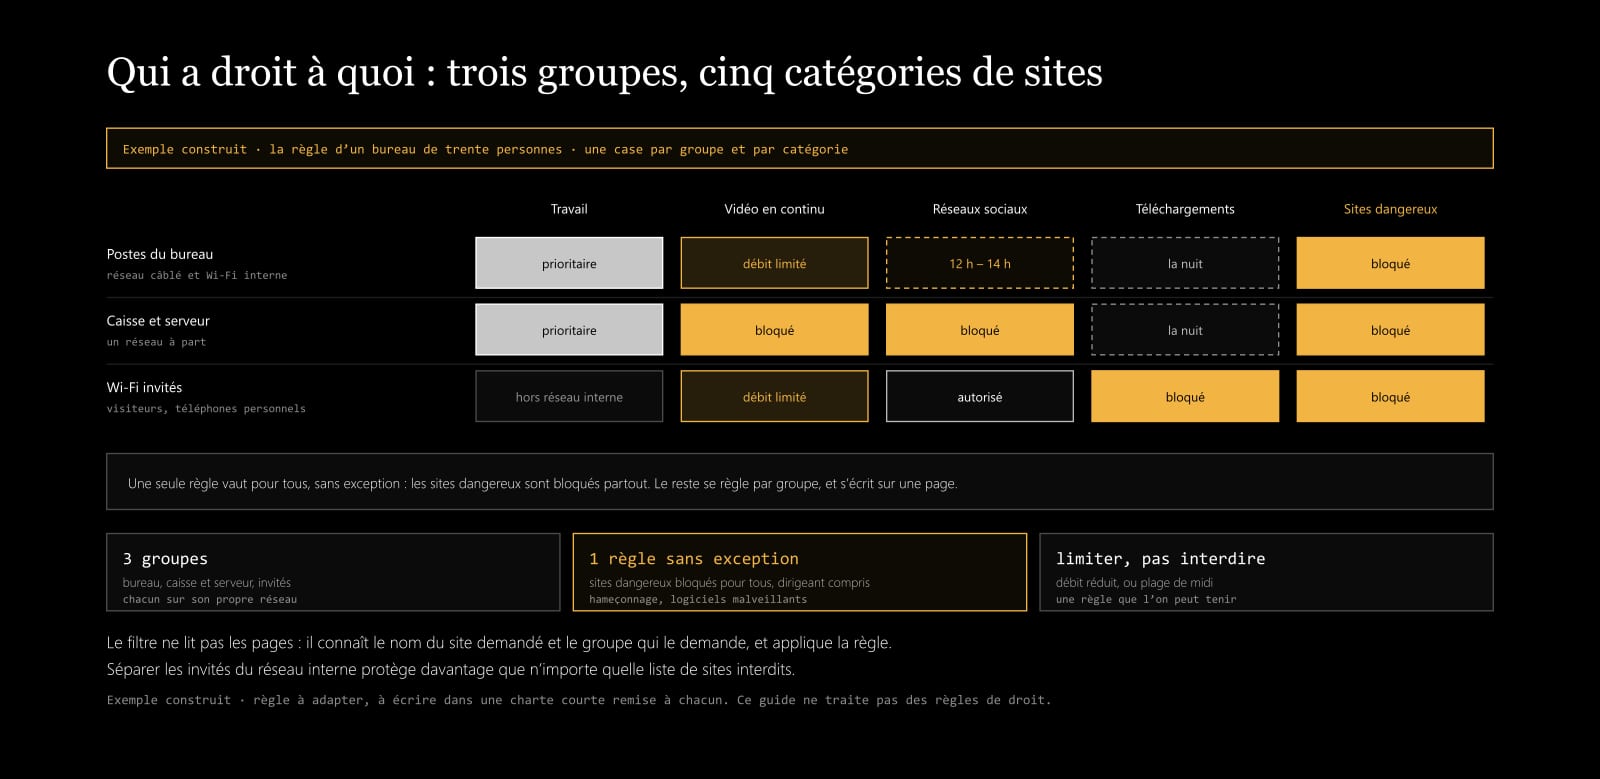 Qui a droit à quoi : trois groupes, cinq catégories de sites
Exemple construit · la règle d’un bureau de trente personnes · une case par groupe et par catégorie
Travail
Vidéo en continu
Réseaux sociaux
Téléchargements
Sites dangereux
Postes du bureau
réseau câblé et Wi-Fi interne
prioritaire
débit limité
12 h – 14 h
la nuit
bloqué
Caisse et serveur
un réseau à part
prioritaire
bloqué
bloqué
la nuit
bloqué
Wi-Fi invités
visiteurs, téléphones personnels
hors réseau interne
débit limité
autorisé
bloqué
bloqué
Une seule règle vaut pour tous, sans exception : les sites dangereux sont bloqués partout. Le reste se règle par groupe, et s’écrit sur une page.
3 groupes
bureau, caisse et serveur, invités
chacun sur son propre réseau
1 règle sans exception
sites dangereux bloqués pour tous, dirigeant compris
hameçonnage, logiciels malveillants
limiter, pas interdire
débit réduit, ou plage de midi
une règle que l’on peut tenir
Le filtre ne lit pas les pages : il connaît le nom du site demandé et le groupe qui le demande, et applique la règle.
Séparer les invités du réseau interne protège davantage que n’importe quelle liste de sites interdits.
Exemple construit · règle à adapter, à écrire dans une charte courte remise à chacun. Ce guide ne traite pas des règles de droit.